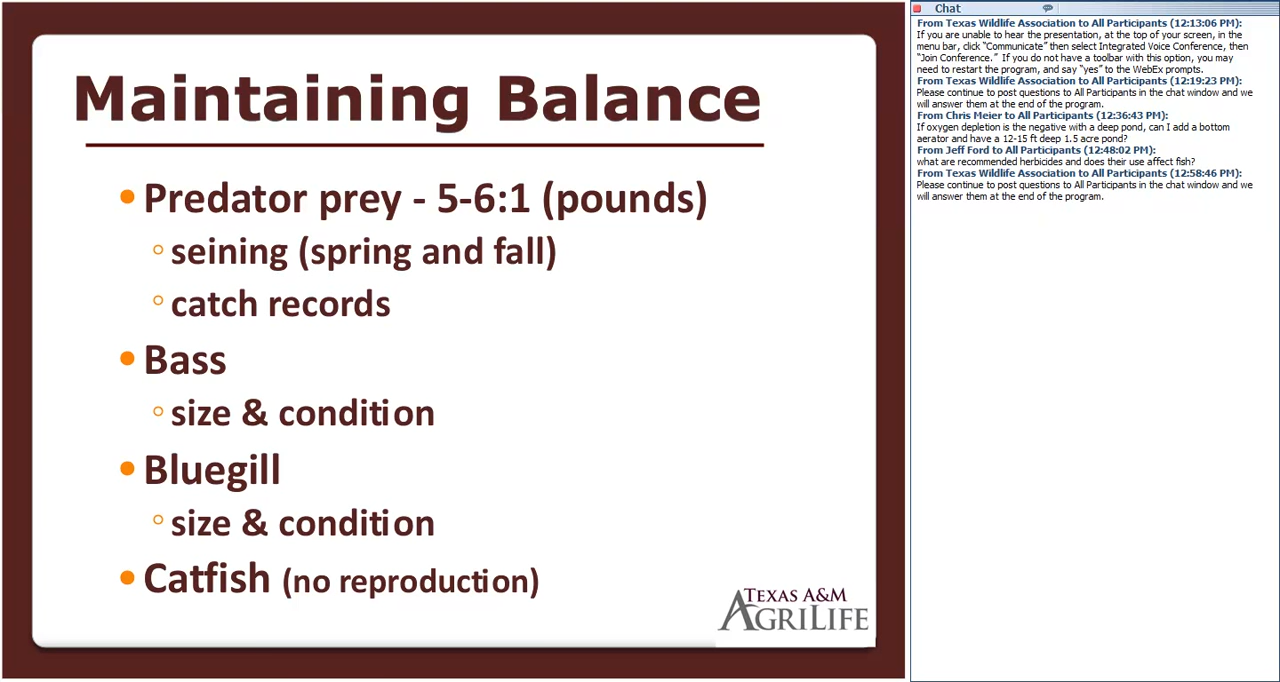 Maintaining Balance
• Predator prey - 5-6:1 (pounds)
◦ seining (spring and fall)
◦ catch records
• Bass
◦ size & condition
• Bluegill
◦ size & condition
• Catfish (no reproduction)
TEXAS A&M
AGRILIFE
Chat
From Texas Wildlife Association to All Participants (12:13:06 PM):
If you are unable to hear the presentation, at the top of your screen, in the
menu bar, click “Communicate” then select Integrated Voice Conference, then
“Join Conference.” If you do not have a toolbar with this option, you may
need to restart the program, and say “yes” to the WebEx prompts.
From Texas Wildlife Association to All Participants (12:19:23 PM):
Please continue to post questions to All Participants in the chat window and we
will answer them at the end of the program.
From Chris Meier to All Participants (12:36:43 PM):
If oxygen depletion is the negative with a deep pond, can I add a bottom
aerator and have a 12-15 ft deep 1.5 acre pond?
From Jeff Ford to All Participants (12:48:02 PM):
what are recommended herbicides and does their use affect fish?
From Texas Wildlife Association to All Participants (12:58:46 PM):
Please continue to post questions to All Participants in the chat window and we
will answer them at the end of the program.